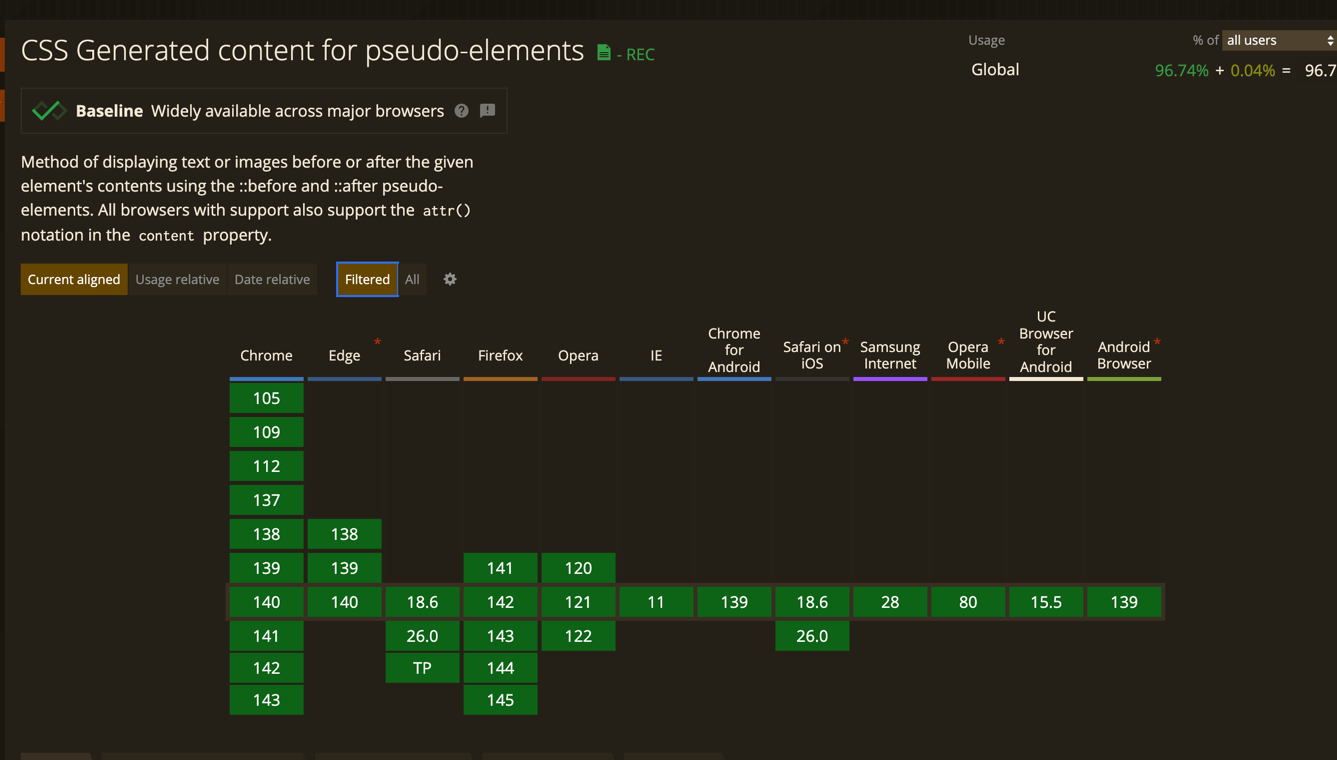 CSS Generated content for pseudo-elements - REC
Usage % of all users
Global 96.74% + 0.04% = 96.7
Baseline Widely available across major browsers
Method of displaying text or images before or after the given
element's contents using the ::before and ::after pseudo-
elements. All browsers with support also support the attr()
notation in the content property.
Current aligned Usage relative Date relative Filtered All
Chrome
Edge *
Safari
Firefox
Opera
IE
Chrome
for
Android
Safari on *
iOS
Samsung
Internet
Opera *
Mobile
UC
Browser
for
Android
Android *
Browser
105
109
112
137
138 138
139 139 141 120
140 140 18.6 142 121 11 139 18.6 28 80 15.5 139
141 26.0 143 122 26.0
142 TP 144
143 145